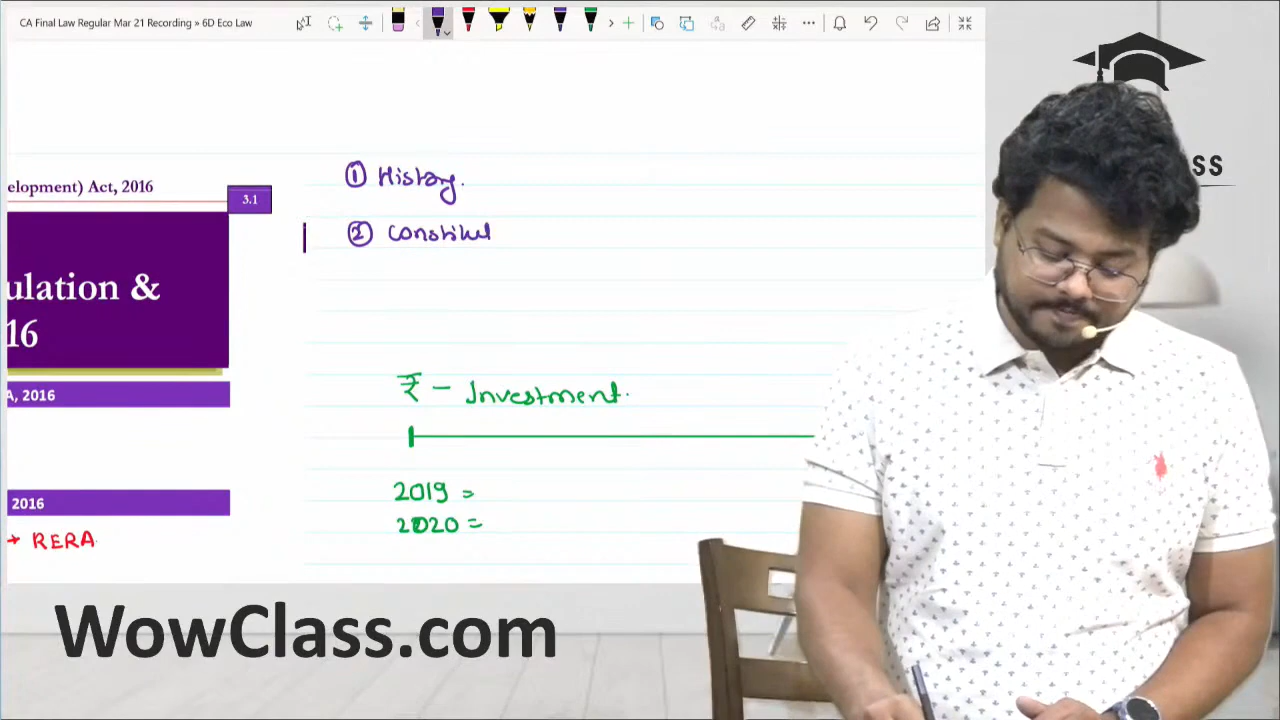 CA Final Law Regular Mar 21 Recording » 6D Eco Law
elopment) Act, 2016
3.1
ulation &
16
A, 2016
2016
→ RERA
① History.
② Constitut
₹ - Investment.
2019 =
2020 =
SS
WowClass.com